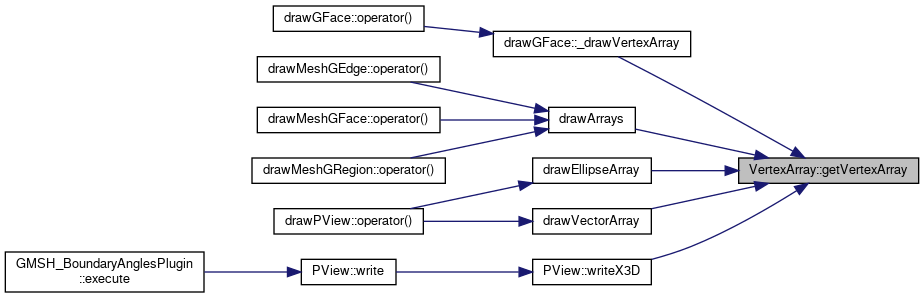 drawGFace::operator()
drawGFace::_drawVertexArray
drawMeshGEdge::operator()
drawMeshGFace::operator()
drawArrays
drawMeshGRegion::operator()
drawEllipseArray
VertexArray::getVertexArray
drawPView::operator()
drawVectorArray
GMSH_BoundaryAnglesPlugin
::execute
PView::write
PView::writeX3D